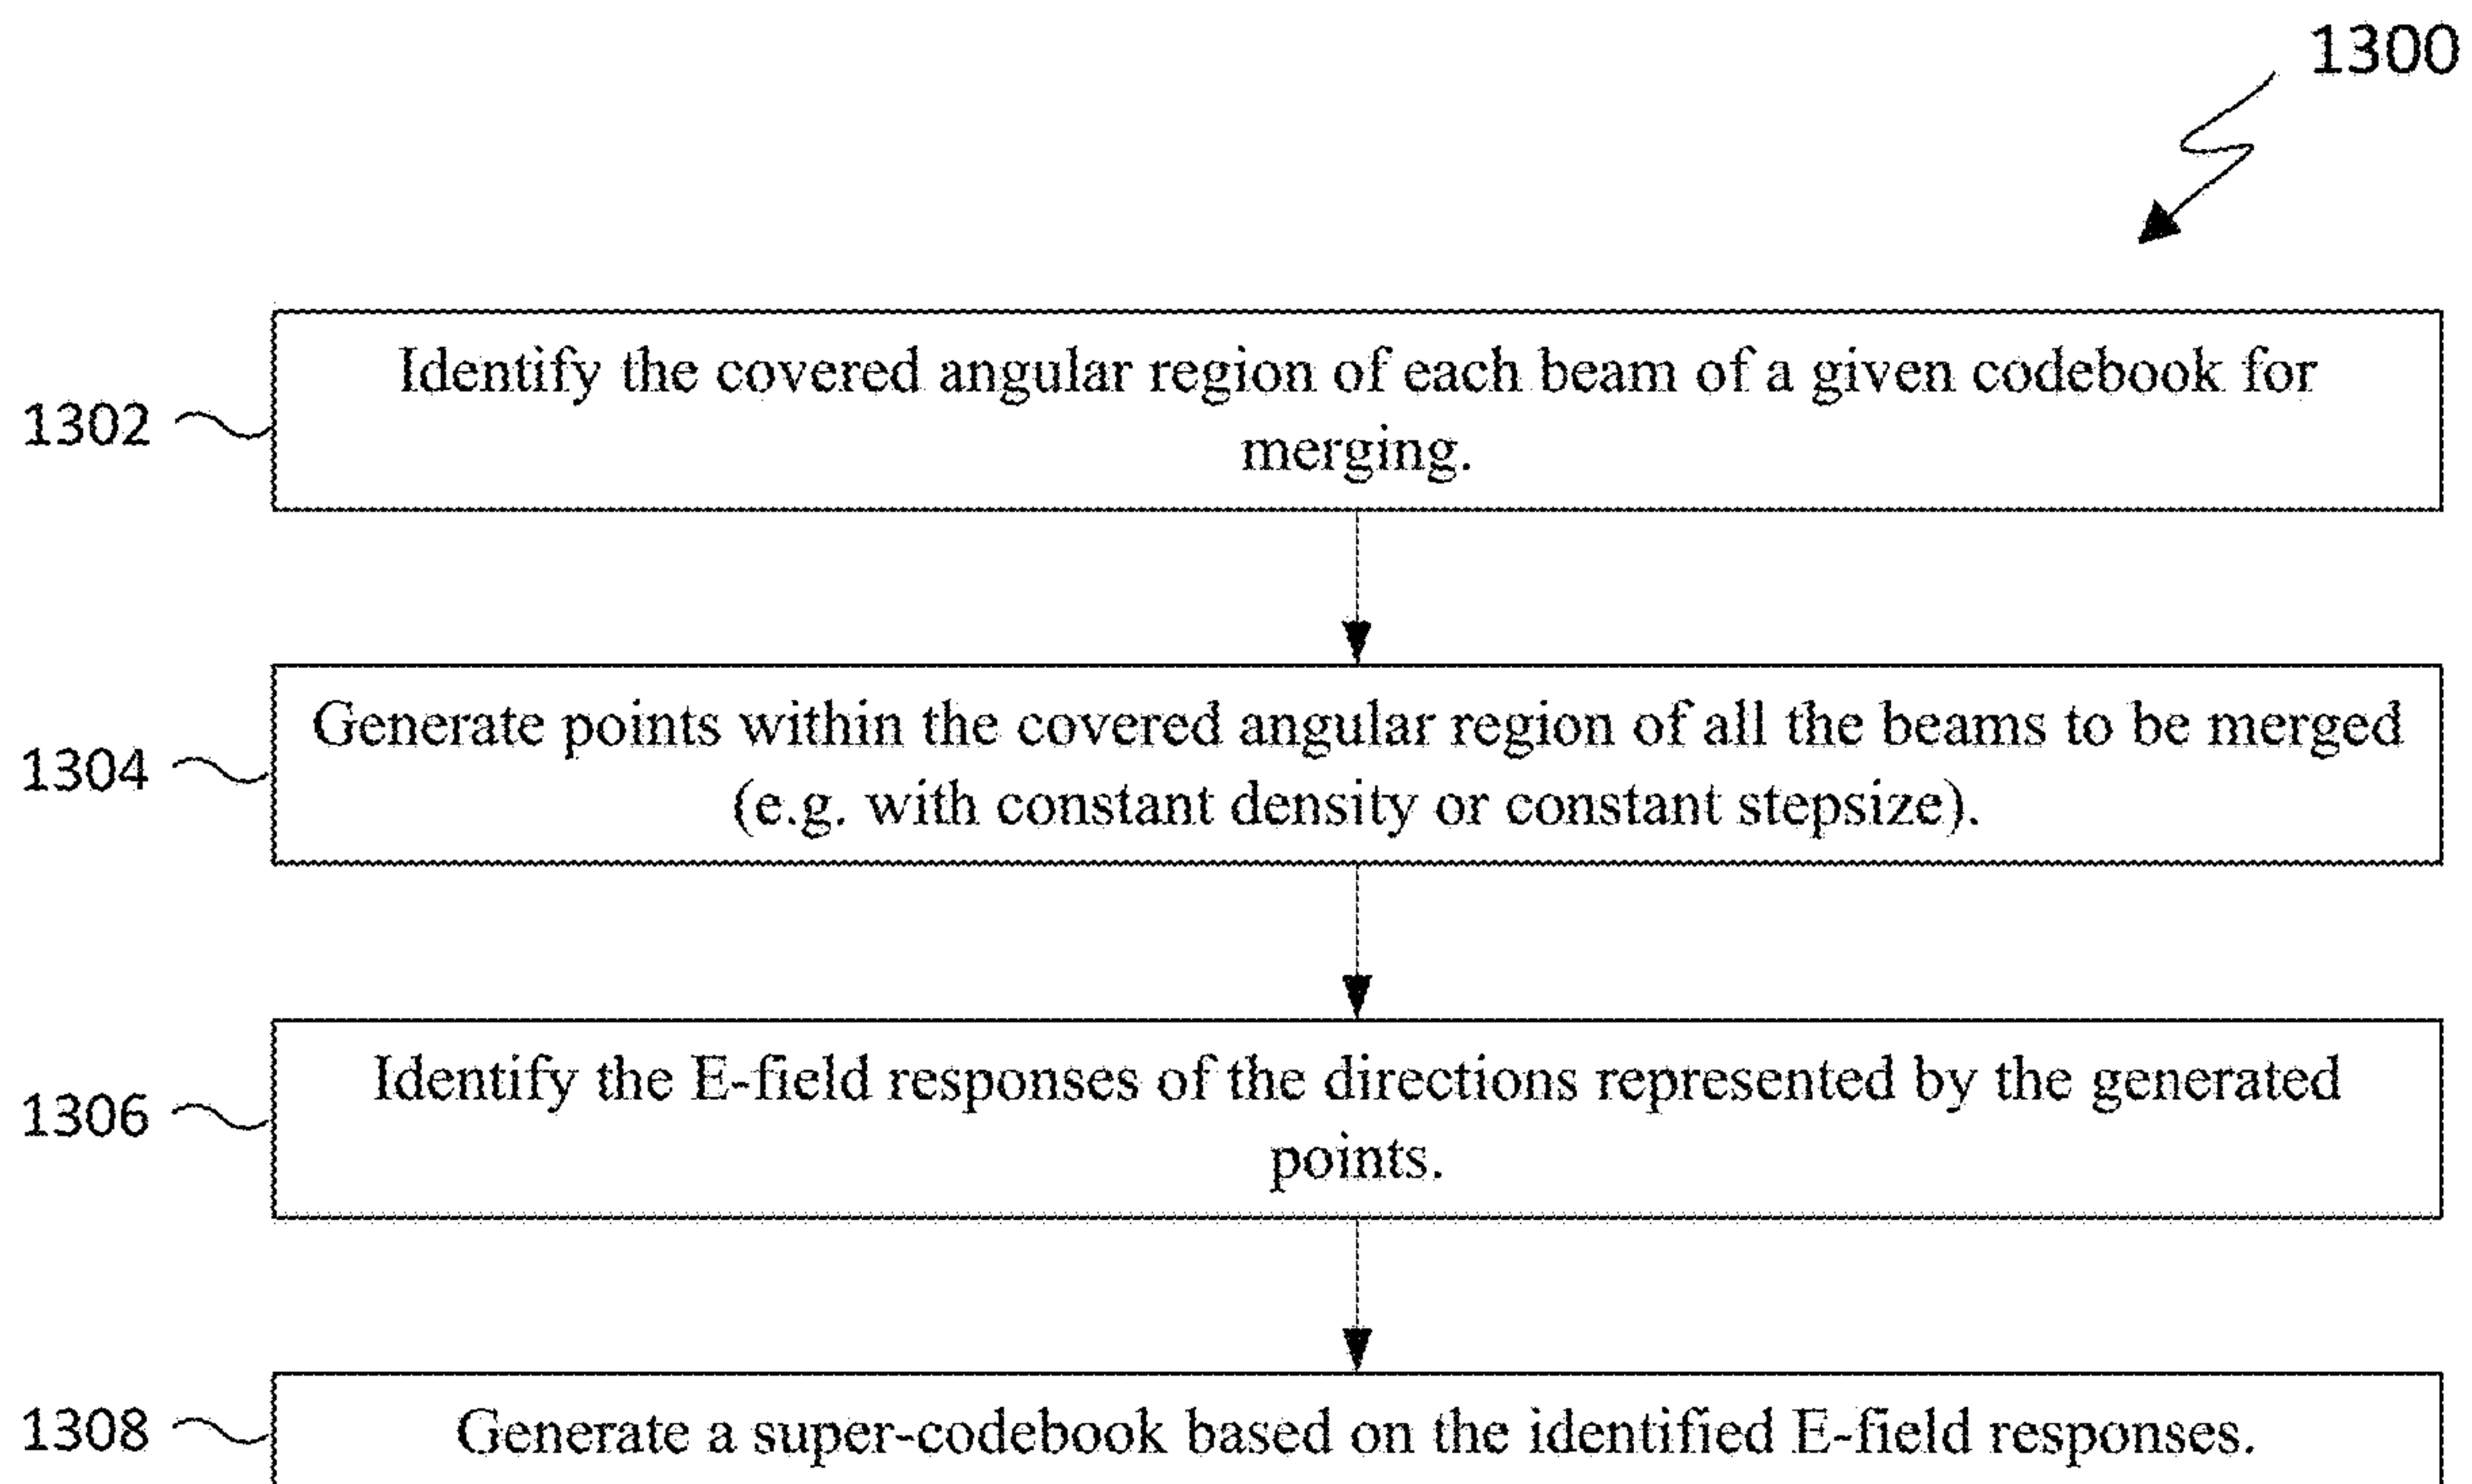 1300
Identify the covered angular region of each beam of a given codebook for
1302
merging.
Generate points within the covered angular region of all the beams to be merged
1304
(e.g. with constant density or constant stepsize).
Identify the E-field responses of the directions represented by the generated
1306
points.
1308
Generate a super-codebook based on the identified E-field responses.